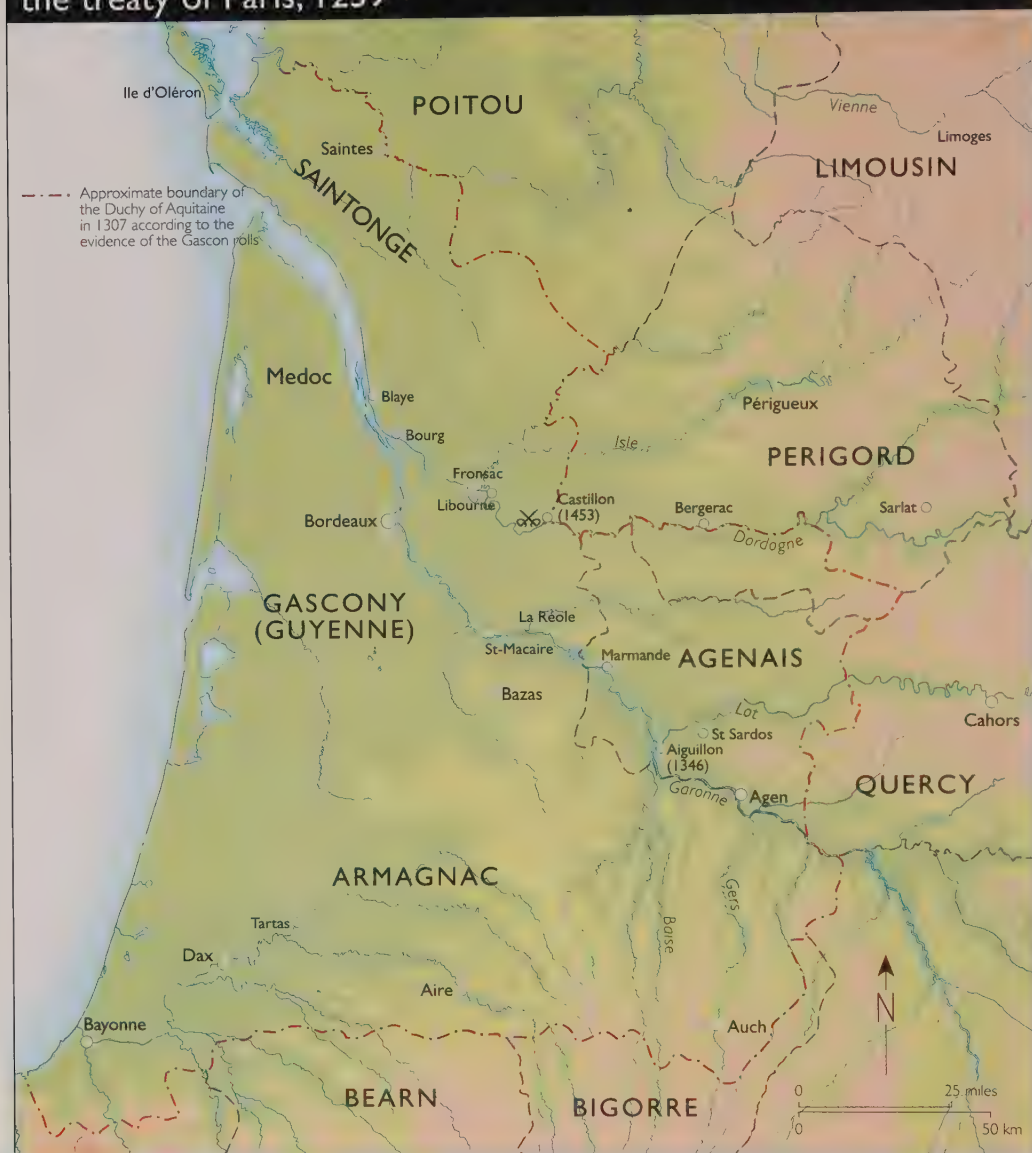 the treaty of Paris, 1259
Ile d'Oléron
POITOU
Vienne
Limoges
LIMOUSIN
Saintes
SAINTONGE
Approximate boundary of
the Duchy of Aquitaine
in 1307 according to the
evidence of the Gascon rolls
Medoc
Blaye
Bourg
Périgueux
Isle
PERIGORD
Fronsac
Libourne
Castillon
(1453)
Bordeaux
Bergerac
Sarlat
Dordogne
GASCONY
(GUYENNE)
La Réole
St-Macaire
Marmande
AGENAIS
Bazas
Lot
Cahors
St Sardos
Aiguillon
(1346)
QUERCY
Garonne
Agen
ARMAGNAC
Gers
Baise
Tartas
Dax
Aire
N
Bayonne
Auch
BEARN
BIGORRE
0 25 miles
0 50 km